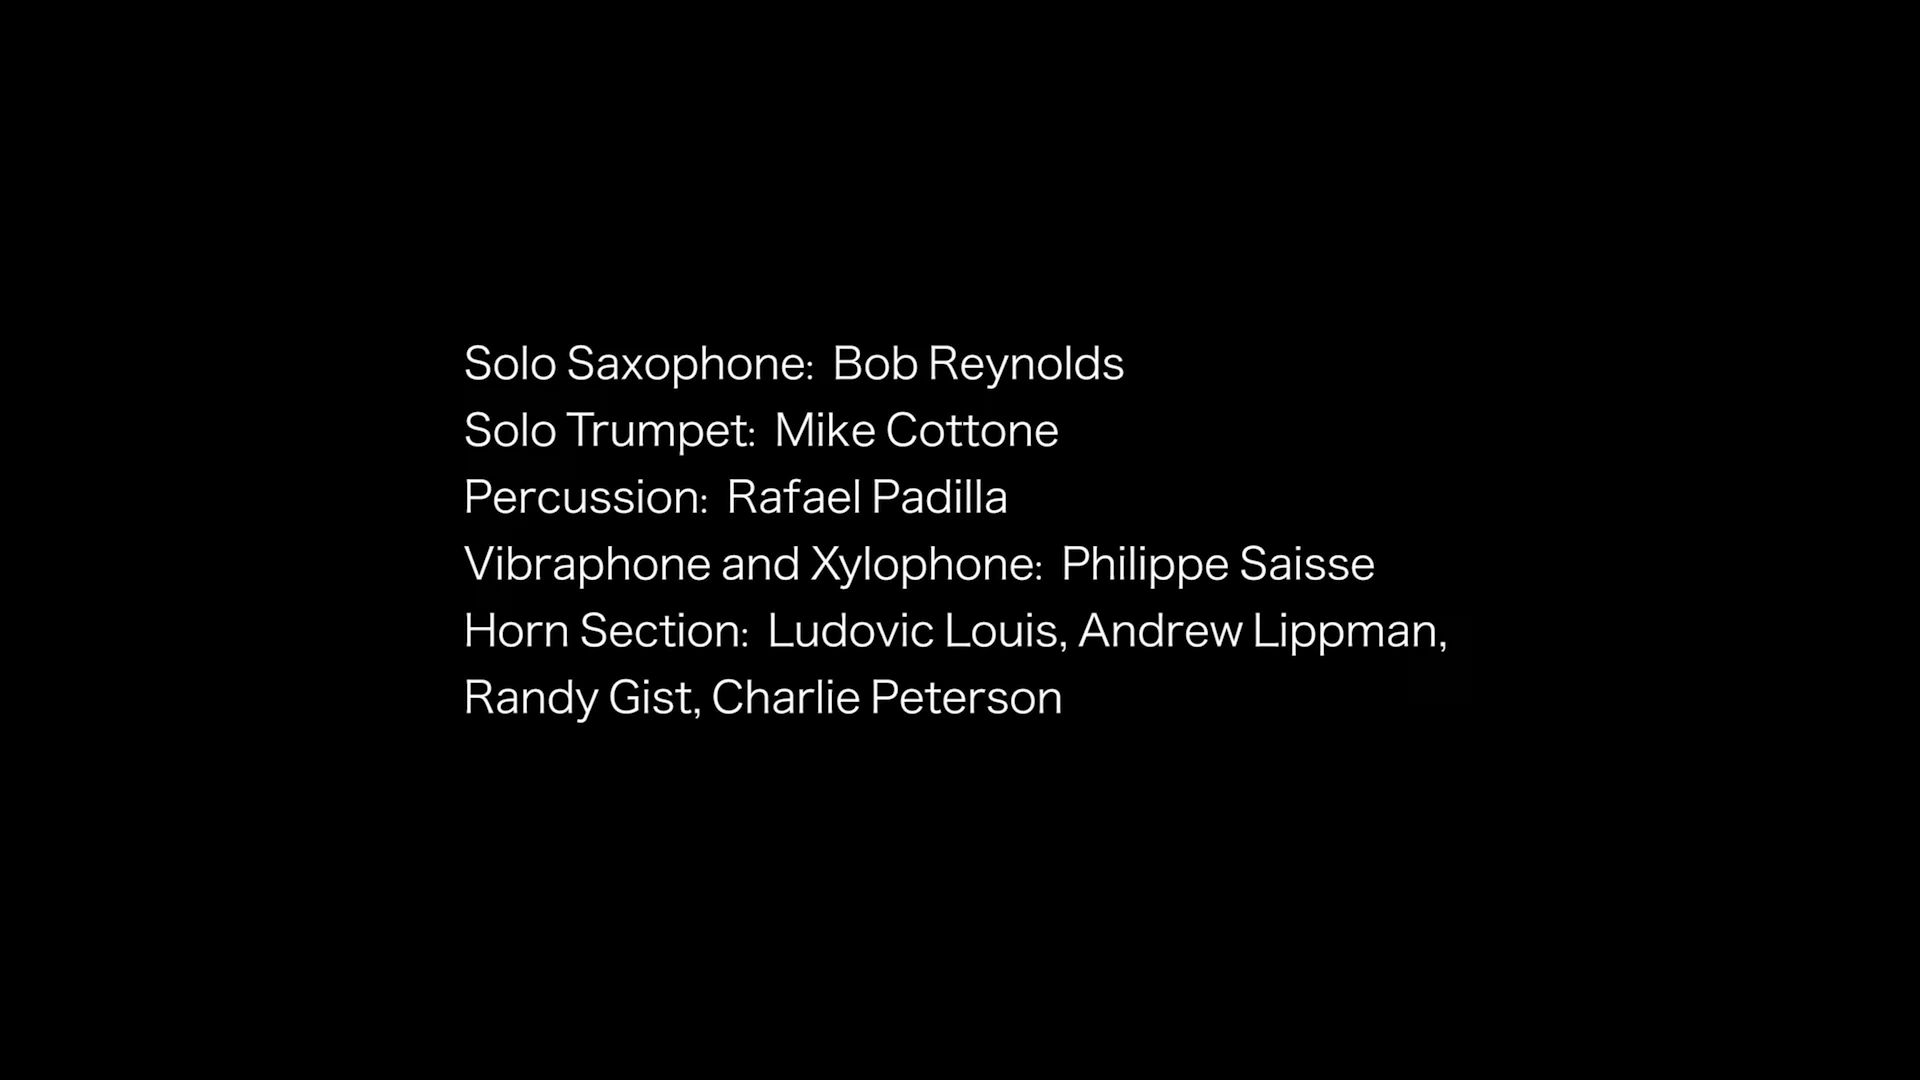 Solo Saxophone: Bob Reynolds
Solo Trumpet: Mike Cottone
Percussion: Rafael Padilla
Vibraphone and Xylophone: Philippe Saisse
Horn Section: Ludovic Louis, Andrew Lippman,
Randy Gist, Charlie Peterson